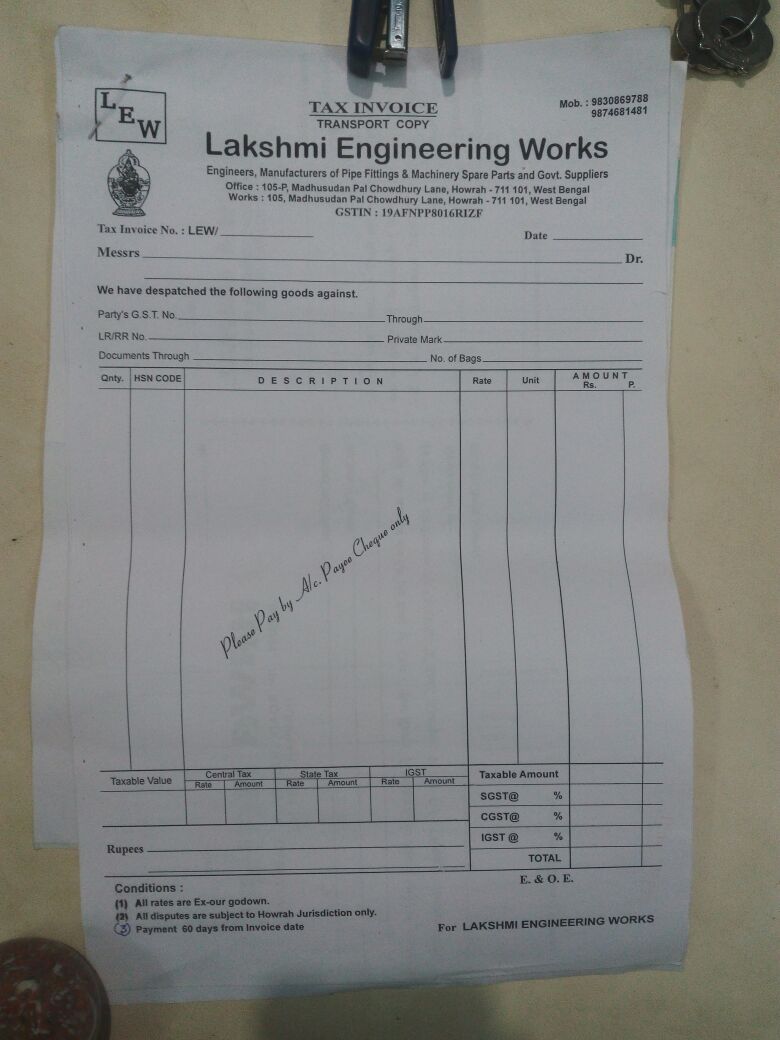 LEW
TAX INVOICE
TRANSPORT COPY
Mob. : 9830869788
9874681481
Lakshmi Engineering Works
Engineers, Manufacturers of Pipe Fittings & Machinery Spare Parts and Govt. Suppliers
Office : 105-P, Madhusudan Pal Chowdhury Lane, Howrah - 711 101, West Bengal
Works : 105, Madhusudan Pal Chowdhury Lane, Howrah - 711 101, West Bengal
GSTIN : 19AFNPP8016RIZF
Tax Invoice No. : LEW/ Date
Messrs Dr.
We have despatched the following goods against.
Party's G.S.T. No. Through
LR/RR No. Private Mark
Documents Through No. of Bags
Qnty. HSN CODE DESCRIPTION Rate Unit AMOUNT
Rs. P.
Please Pay by A/c. Payee Cheque only
Taxable Value Central Tax State Tax IGST Taxable Amount
Rate Amount Rate Amount Rate Amount
SGST@ %
CGST@ %
IGST @ %
Rupees TOTAL
E. & O. E.
Conditions :
(1) All rates are Ex-our godown.
(2) All disputes are subject to Howrah Jurisdiction only.
(3) Payment 60 days from Invoice date
For LAKSHMI ENGINEERING WORKS